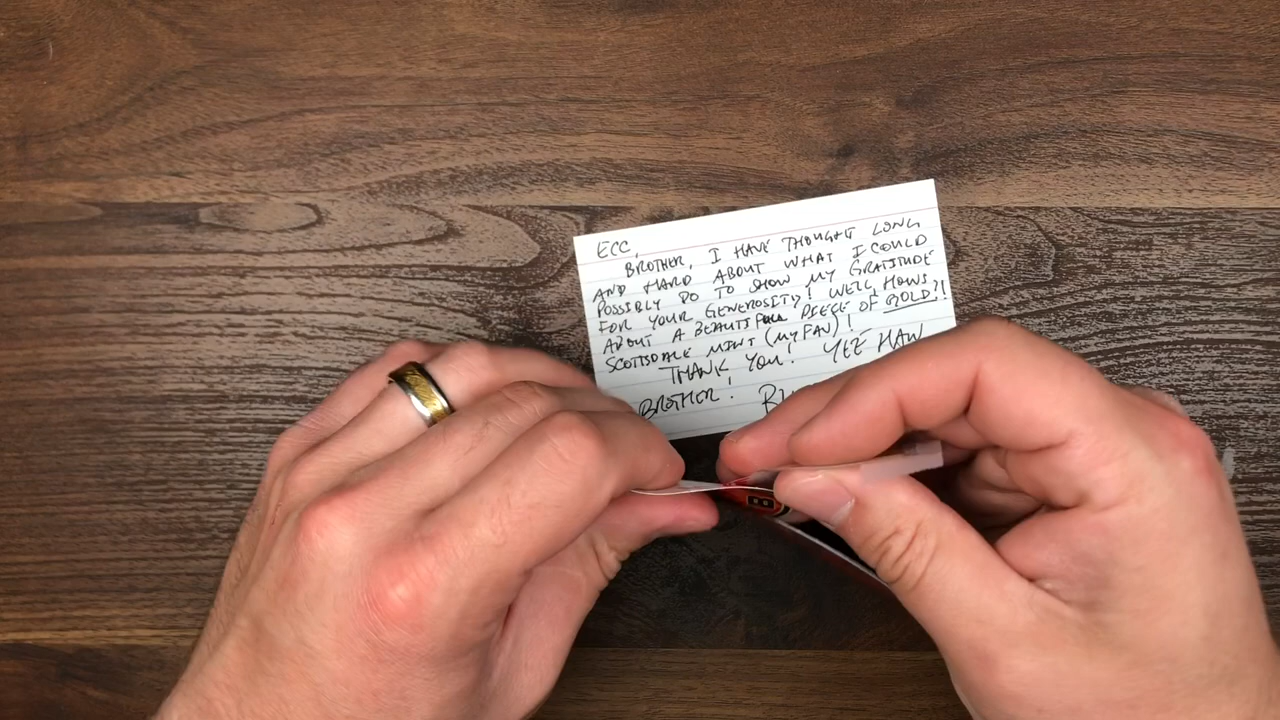 ECC,
BROTHER, I HAVE THOUGHT LONG
AND HARD ABOUT WHAT I COULD
POSSIBLY DO TO SHOW MY GRATITUDE
FOR YOUR GENEROSITY! WELL HOWS
ABOUT A BEAUTIFULL PIECE OF GOLD?!
SCOTTSDALE MINT (MY FAV)!
THANK YOU! YEE HAW
BROTHER!
B